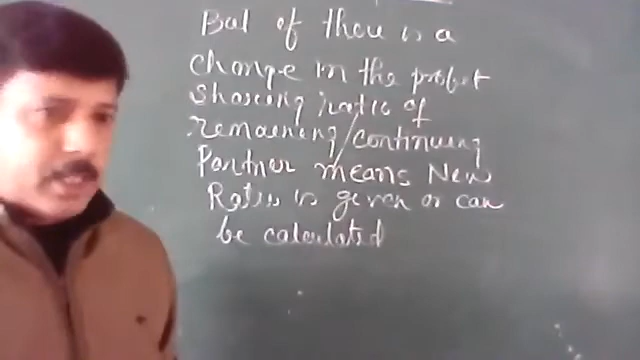 But if there is a
change in the profit
sharing ratio of
remaining/continuing
Partner means New
Ratio is given or can
be calculated